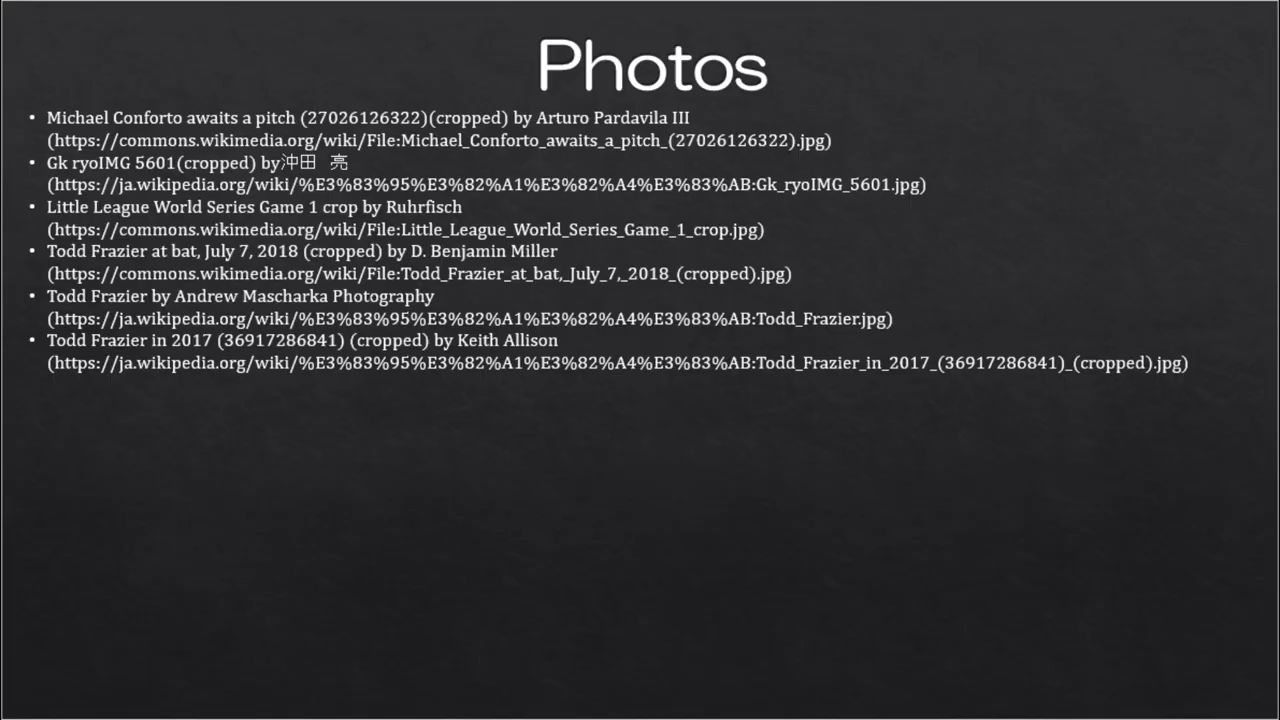 Photos
• Michael Conforto awaits a pitch (27026126322)(cropped) by Arturo Pardavila III
(https://commons.wikimedia.org/wiki/File:Michael_Conforto_awaits_a_pitch_(27026126322).jpg)
• Gk ryoIMG 5601(cropped) by沖田　亮
(https://ja.wikipedia.org/wiki/%E3%83%95%E3%82%A1%E3%82%A4%E3%83%AB:Gk_ryoIMG_5601.jpg)
• Little League World Series Game 1 crop by Ruhrfisch
(https://commons.wikimedia.org/wiki/File:Little_League_World_Series_Game_1_crop.jpg)
• Todd Frazier at bat, July 7, 2018 (cropped) by D. Benjamin Miller
(https://commons.wikimedia.org/wiki/File:Todd_Frazier_at_bat,_July_7,_2018_(cropped).jpg)
• Todd Frazier by Andrew Mascharka Photography
(https://ja.wikipedia.org/wiki/%E3%83%95%E3%82%A1%E3%82%A4%E3%83%AB:Todd_Frazier.jpg)
• Todd Frazier in 2017 (36917286841) (cropped) by Keith Allison
(https://ja.wikipedia.org/wiki/%E3%83%95%E3%82%A1%E3%82%A4%E3%83%AB:Todd_Frazier_in_2017_(36917286841)_(cropped).jpg)